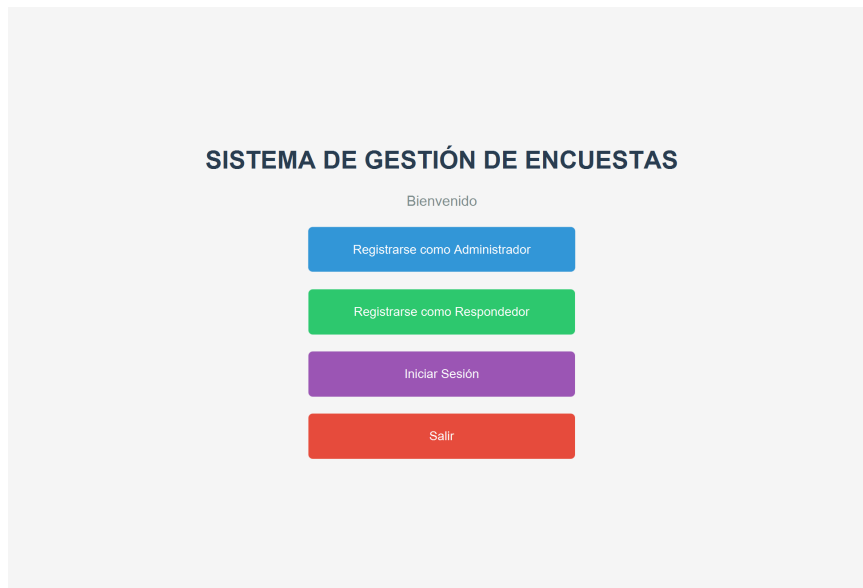 SISTEMA DE GESTIÓN DE ENCUESTAS
Bienvenido
Registrarse como Administrador
Registrarse como Respondedor
Iniciar Sesión
Salir